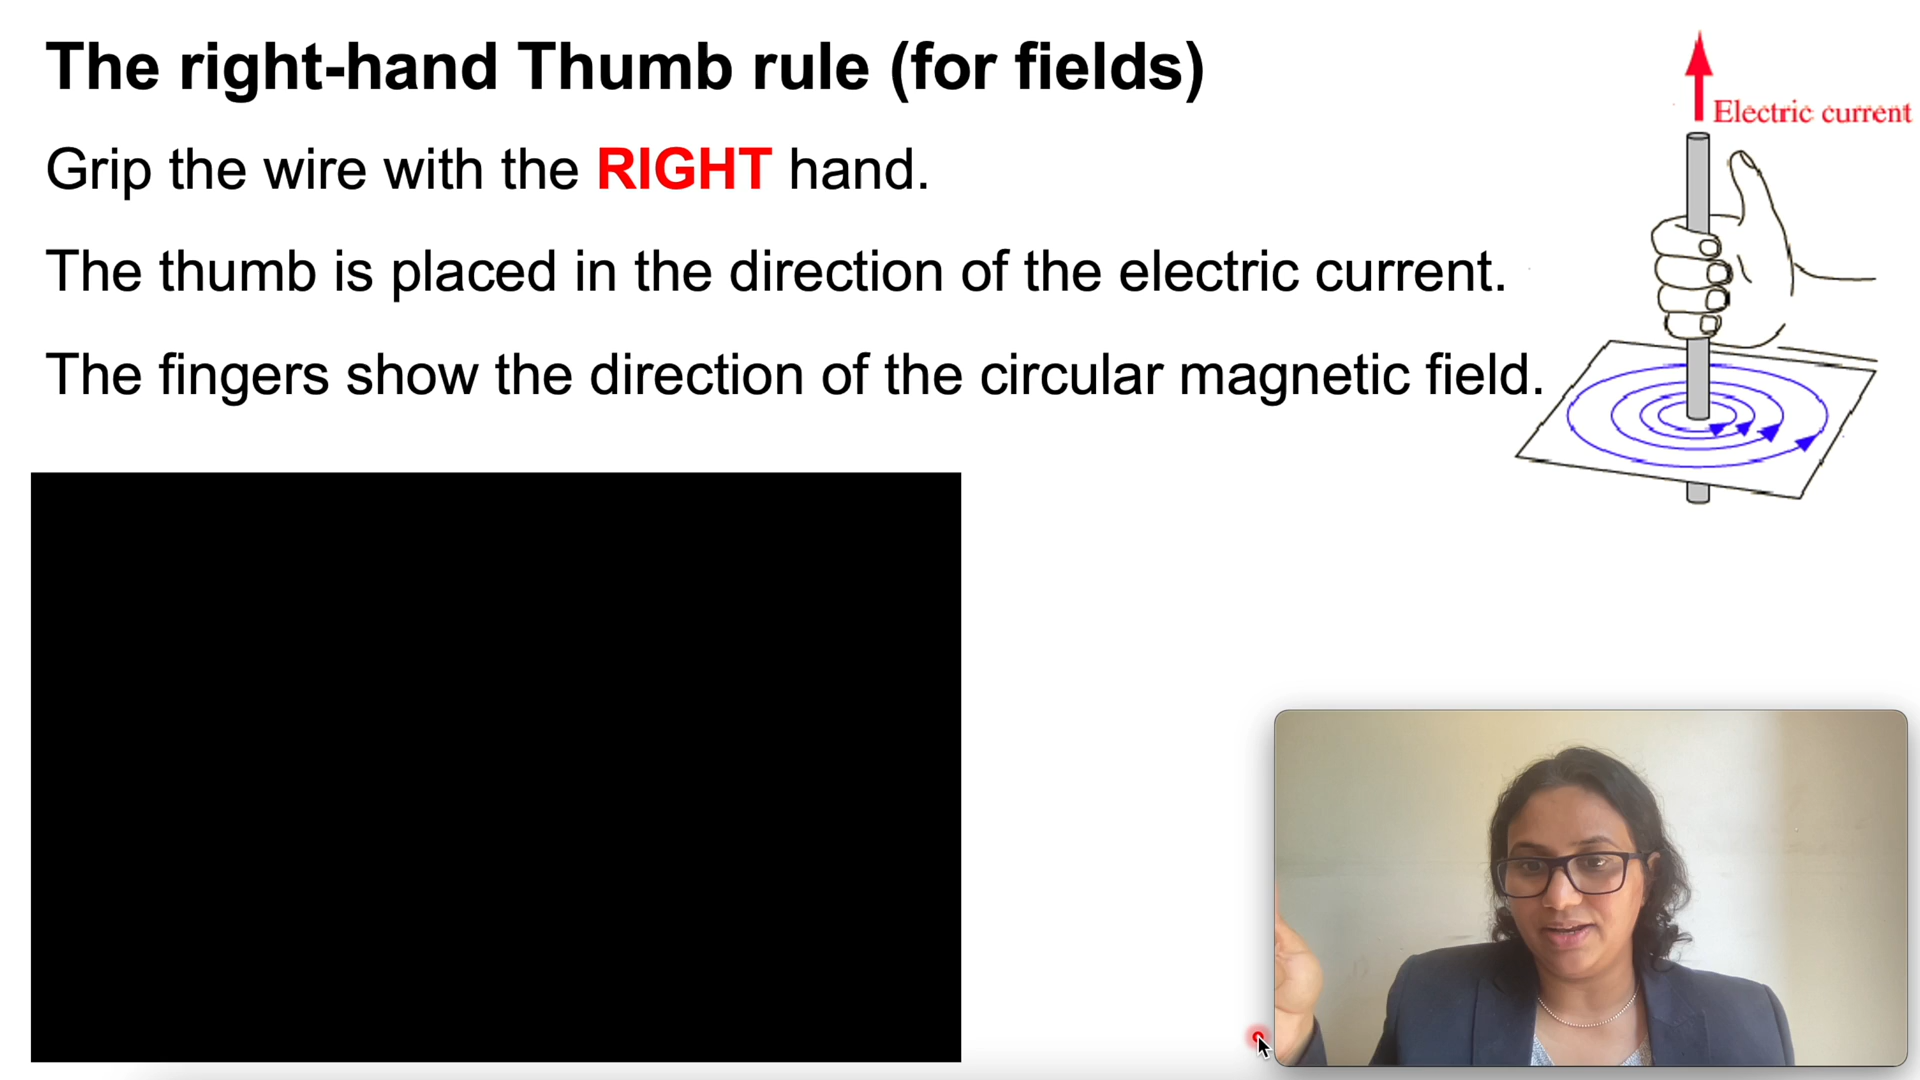 The right-hand Thumb rule (for fields)
Grip the wire with the RIGHT hand.
The thumb is placed in the direction of the electric current.
The fingers show the direction of the circular magnetic field.
Electric current